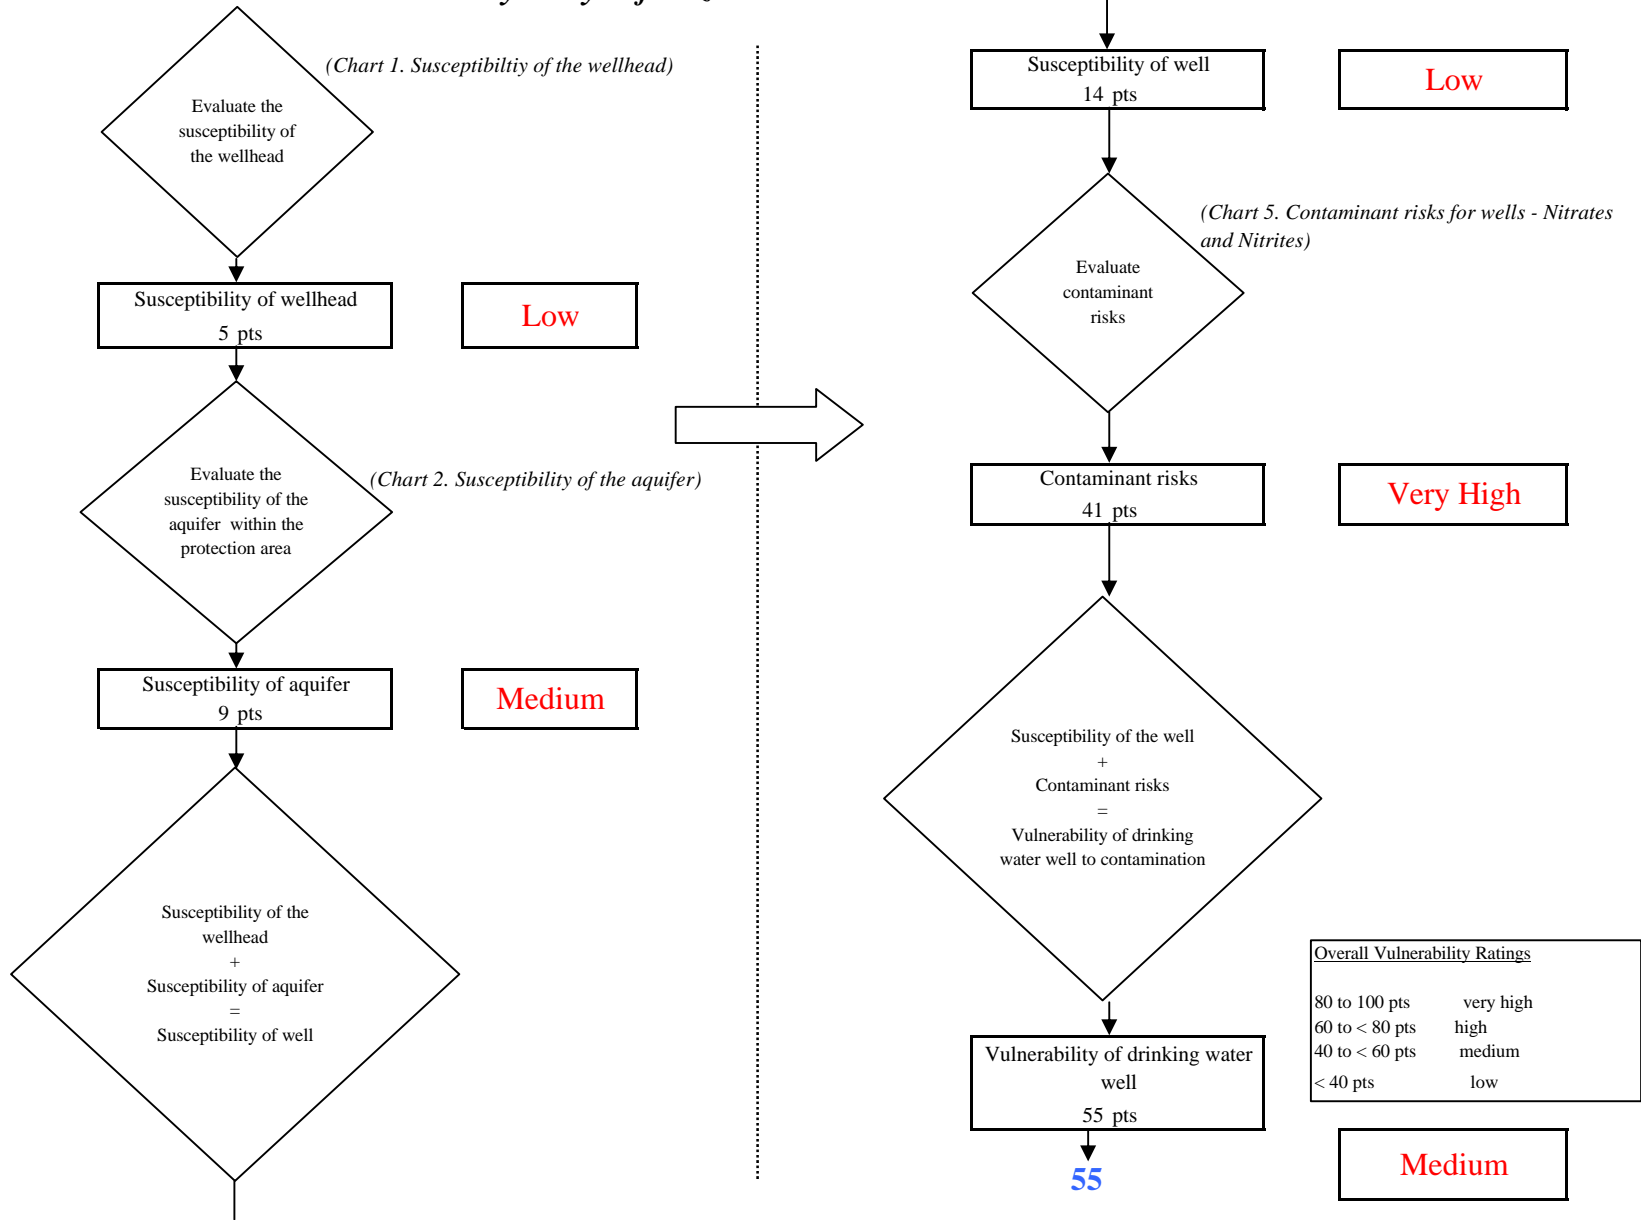 (Chart 1. Susceptibiltiy of the wellhead)
Evaluate the
susceptibility of
the wellhead
Susceptibility of wellhead
5 pts
Low
Evaluate the
susceptibility of the
aquifer within the
protection area
(Chart 2. Susceptibility of the aquifer)
Susceptibility of aquifer
9 pts
Medium
Susceptibility of the
wellhead
+
Susceptibility of aquifer
=
Susceptibility of well
Susceptibility of well
14 pts
Low
(Chart 5. Contaminant risks for wells - Nitrates
and Nitrites)
Evaluate
contaminant
risks
Contaminant risks
41 pts
Very High
Susceptibility of the well
+
Contaminant risks
=
Vulnerability of drinking
water well to contamination
Overall Vulnerability Ratings
80 to 100 pts very high
60 to < 80 pts high
40 to < 60 pts medium
< 40 pts low
Vulnerability of drinking water
well
55 pts
55
Medium